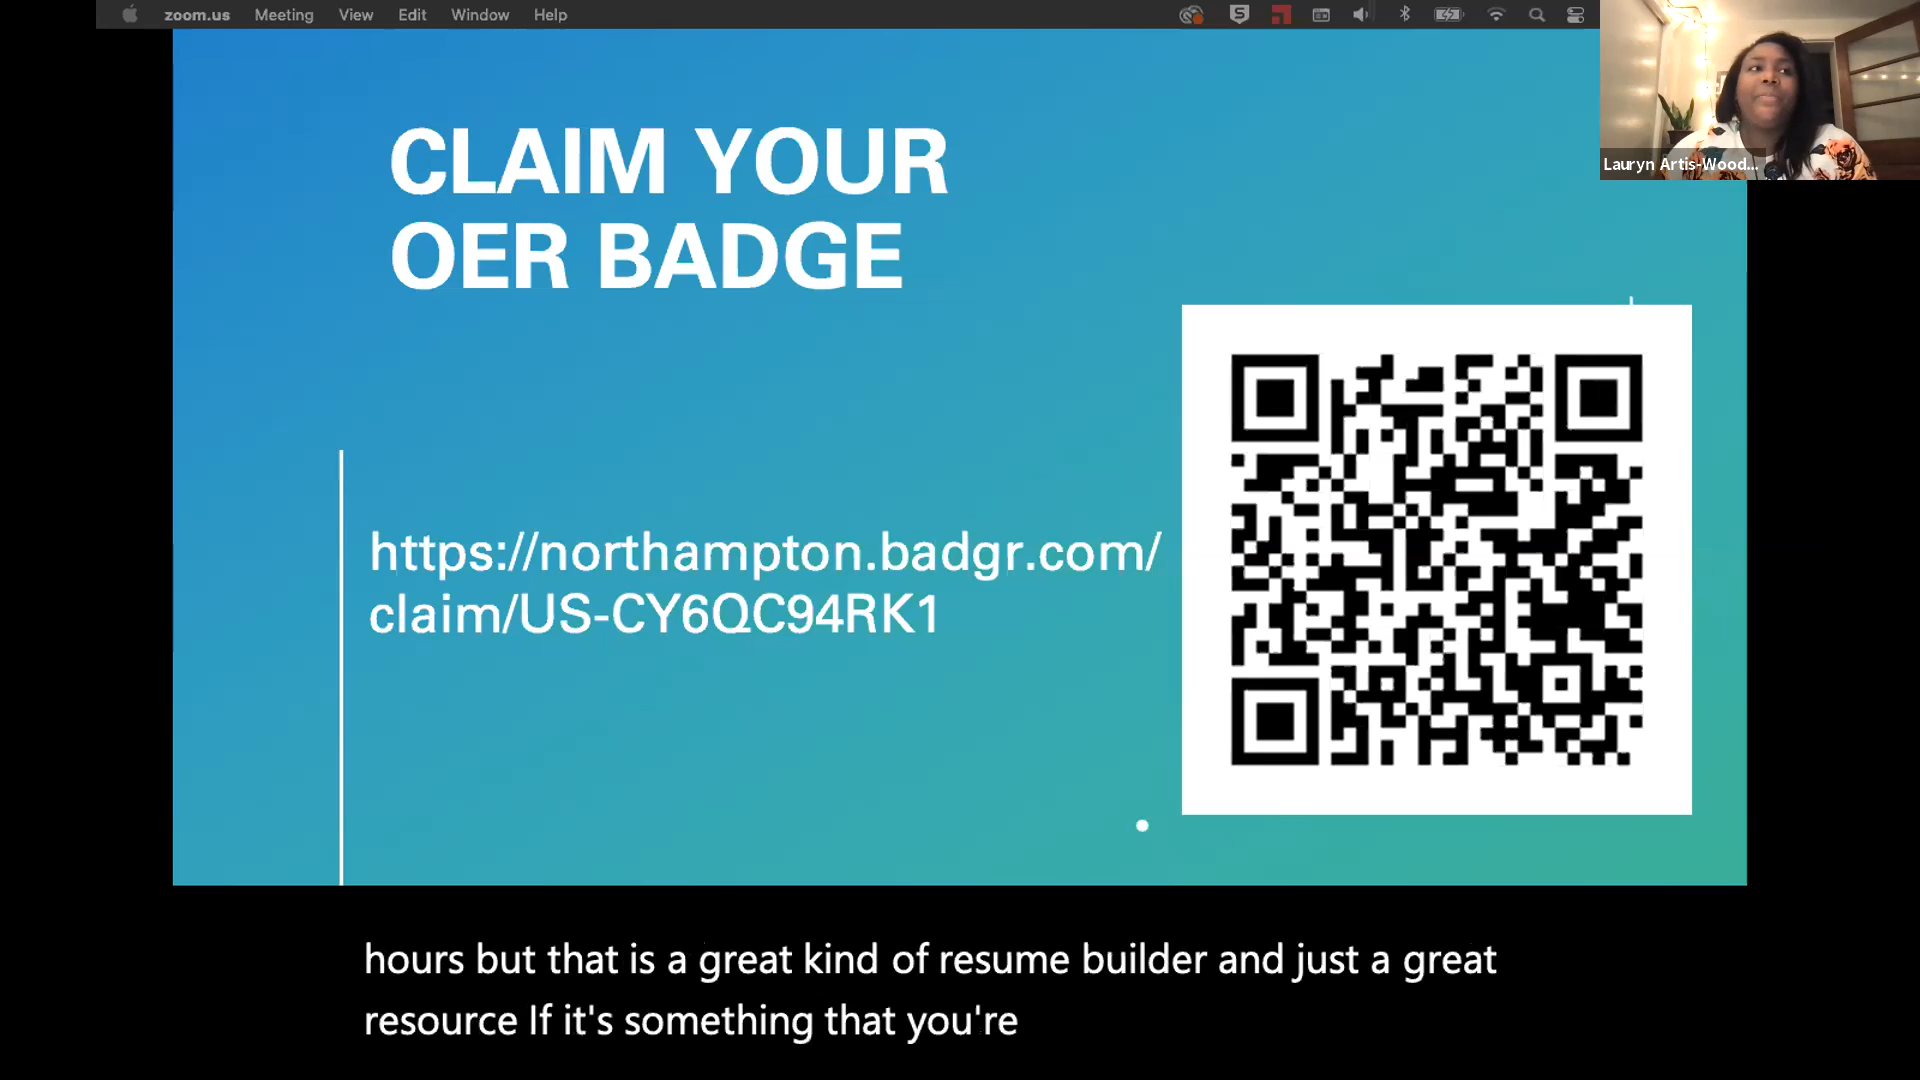 zoom.us Meeting View Edit Window Help
Lauryn Artis-Wood...
CLAIM YOUR
OER BADGE
https://northampton.badgr.com/
claim/US-CY6QC94RK1
hours but that is a great kind of resume builder and just a great
resource If it's something that you're